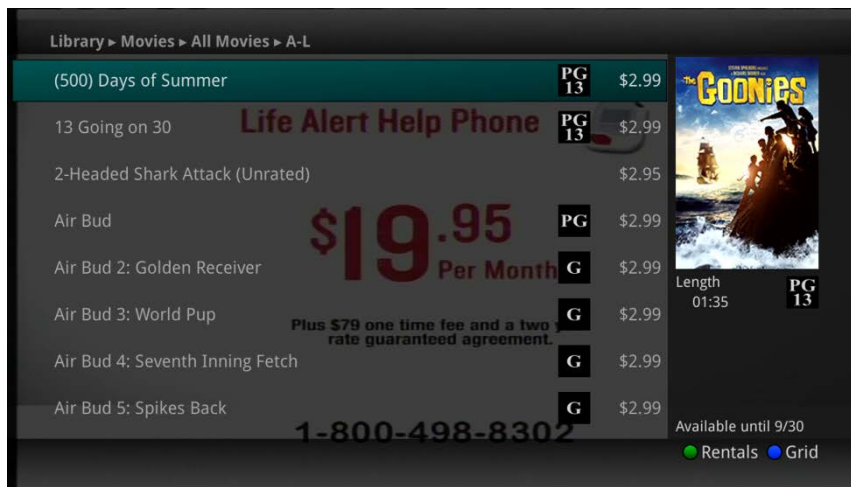 Library ▸ Movies ▸ All Movies ▸ A-L
(500) Days of Summer PG 13 $2.99
13 Going on 30 PG 13 $2.99
2-Headed Shark Attack (Unrated) $2.95
Air Bud PG $2.99
Air Bud 2: Golden Receiver G $2.99
Air Bud 3: World Pup G $2.99
Air Bud 4: Seventh Inning Fetch G $2.99
Air Bud 5: Spikes Back G $2.99
Life Alert Help Phone
$19.95
Per Month
Plus $79 one time fee and a two
rate guaranteed agreement.
1-800-498-8302
THE GOONIES
Length PG
01:35 13
Available until 9/30
Rentals Grid